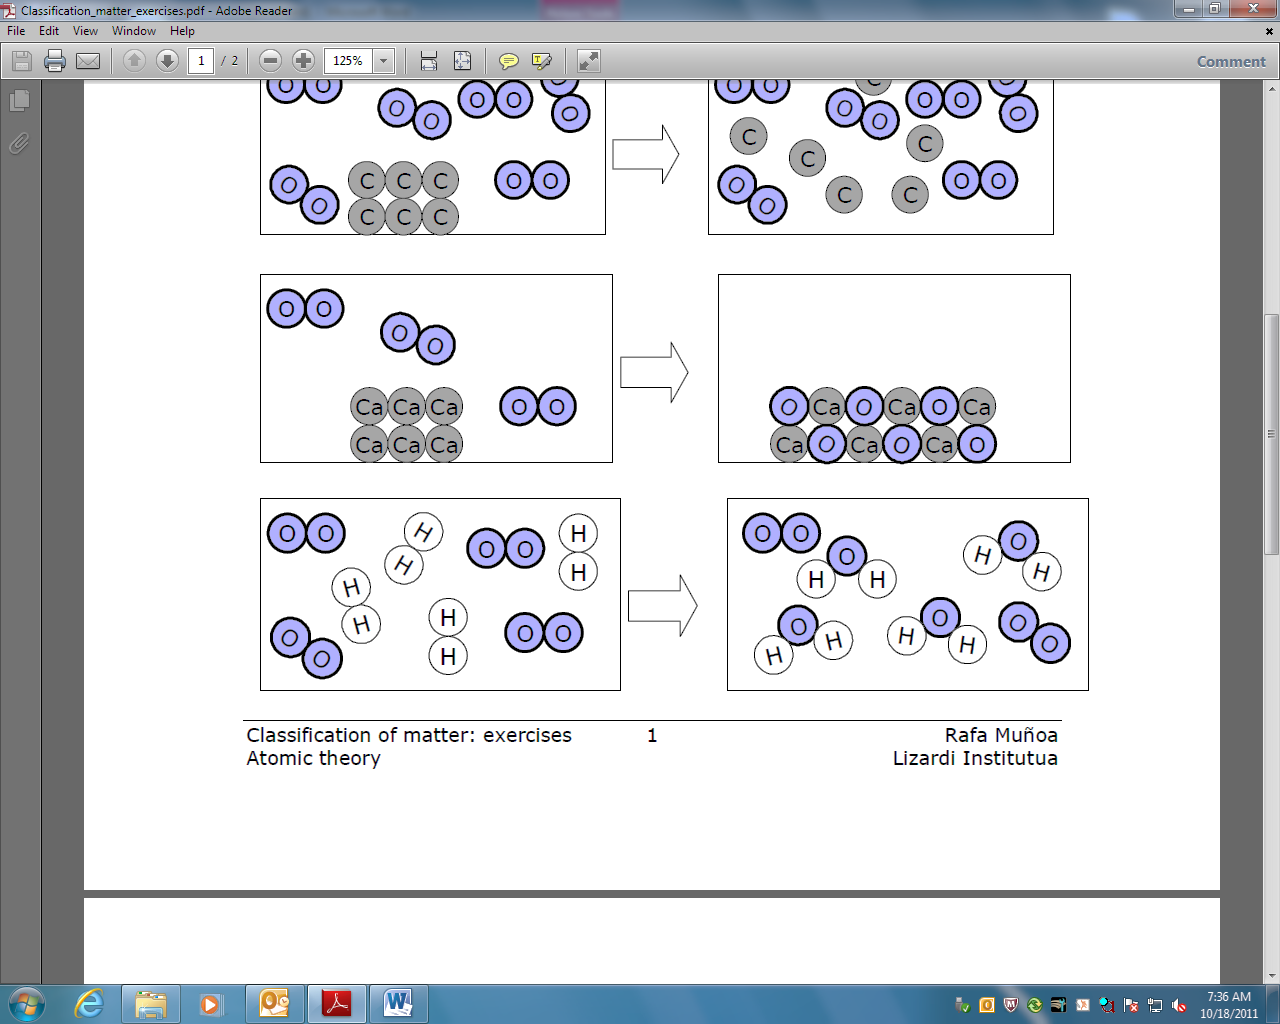 Classification_matter_exercises.pdf - Adobe Reader
File Edit View Window Help
1 / 2 125% Comment
O O O O O O O O C O O O O O O O
C C C C
O O C C C O O O O C C O O
C C C
O O
O O
Ca Ca Ca O O O Ca O Ca O Ca
Ca Ca Ca Ca O Ca O Ca O
O O H H O O H H O O O H H O H H
H H O O H H O O H H O H H O H H O O
Classification of matter: exercises 1 Rafa Muñoa
Atomic theory Lizardi Institutua
7:36 AM
10/18/2011